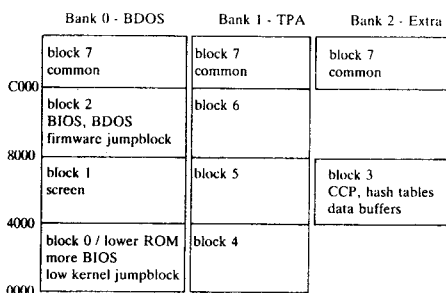 Bank 0 - BDOS Bank 1 - TPA Bank 2 - Extra
block 7 block 7 block 7
common common common
C000
block 2 block 6
BIOS, BDOS
firmware jumpblock
8000
block 1 block 5 block 3
screen CCP, hash tables
data buffers
4000
block 0 / lower ROM block 4
more BIOS
low kernel jumpblock
0000